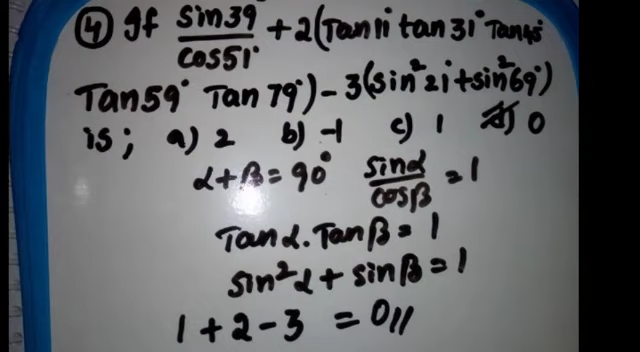 ④ If sin39°/cos51° + 2(Tan11° tan31° Tan45°
Tan59° Tan79°) - 3(sin²21° + sin²69°)
is; a) 2 b) -1 c) 1 d) 0
α+β = 90° sinα/cosβ = 1
Tanα. Tanβ = 1
sin²α + sinβ = 1
1 + 2 - 3 = 0//